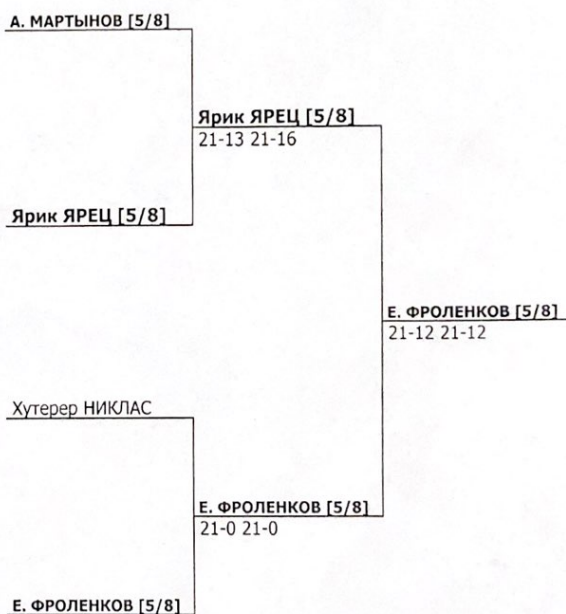 А. МАРТЫНОВ [5/8]
Ярик ЯРЕЦ [5/8]
21-13 21-16
Ярик ЯРЕЦ [5/8]
Е. ФРОЛЕНКОВ [5/8]
21-12 21-12
Хутерер НИКЛАС
Е. ФРОЛЕНКОВ [5/8]
21-0 21-0
Е. ФРОЛЕНКОВ [5/8]